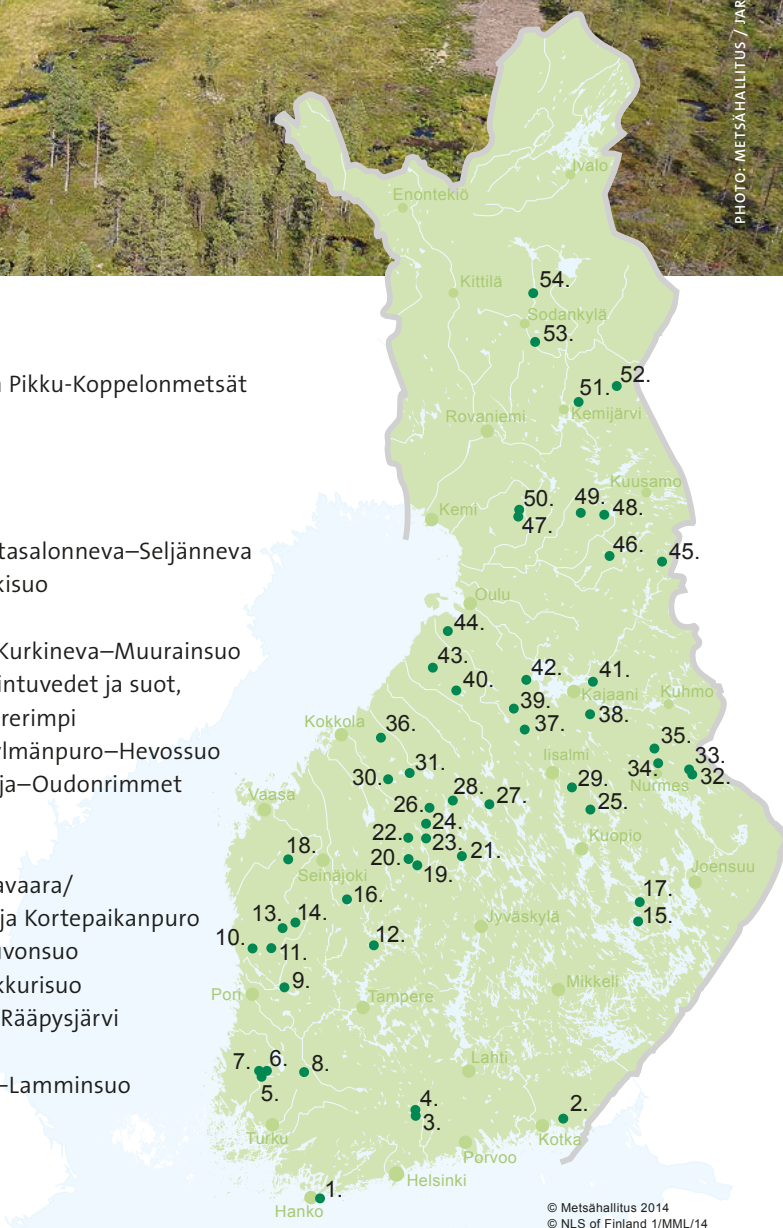 PHOTO: METSÄHALLITUS / JAR
Pikku-Koppelonmetsät
tasalonneva–Seljänneva
kisuo
Kurkineva–Muurainsuo
intuvedet ja suot,
rerimpi
ylmänpuro–Hevossuo
ja–Oudonrimmet
avaara/
ja Kortepaikanpuro
uvonsuo
kkurisuo
Rääpysjärvi
–Lamminsuo
Ivalo
Enontekiö
Kittilä
54.
Sodankylä
53.
52.
51.
Kemijärvi
Rovaniemi
Kuusamo
50.
49.
48.
Kemi
47.
46.
45.
Oulu
44.
43.
42.
41.
40.
Kajaani
39.
38.
Kuhmo
37.
Kokkola
36.
35.
34.
33.
32.
Nurmes
Iisalmi
31.
30.
29.
28.
27.
26.
25.
Vaasa
24.
23.
22.
21.
20.
19.
Kuopio
18.
Seinäjoki
Joensuu
17.
16.
15.
14.
13.
12.
11.
10.
Jyväskylä
9.
Pori
Tampere
Mikkeli
8.
7.
6.
5.
Lahti
4.
3.
2.
Turku
Kotka
Porvoo
Helsinki
1.
Hanko
© Metsähallitus 2014
© NLS of Finland 1/MML/14